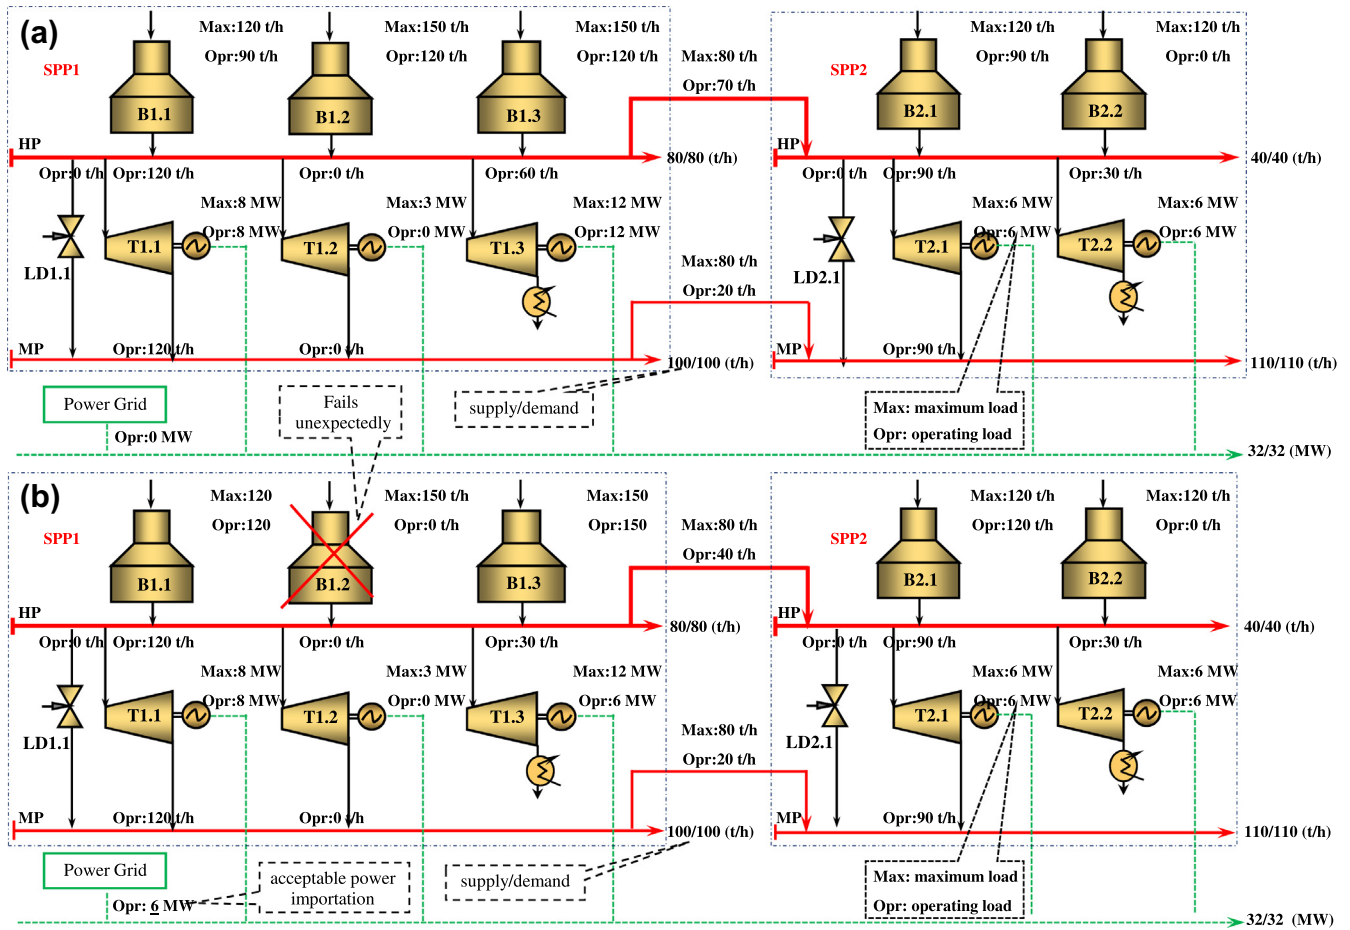 (a)
SPP1
Max:120 t/h
Opr:90 t/h
Max:150 t/h
Opr:120 t/h
Max:150 t/h
Opr:120 t/h
Max:80 t/h
Opr:70 t/h
SPP2
Max:120 t/h
Opr:90 t/h
Max:120 t/h
Opr:0 t/h
B1.1
B1.2
B1.3
B2.1
B2.2
HP
80/80 (t/h)
HP
40/40 (t/h)
Opr:0 t/h
Opr:120 t/h
Opr:0 t/h
Opr:60 t/h
Opr:0 t/h
Opr:90 t/h
Opr:30 t/h
Max:8 MW
Opr:8 MW
Max:3 MW
Opr:0 MW
Max:12 MW
Opr:12 MW
Max:6 MW
Opr:6 MW
Max:6 MW
Opr:6 MW
LD1.1
T1.1
T1.2
T1.3
Max:80 t/h
Opr:20 t/h
LD2.1
T2.1
T2.2
MP
Opr:120 t/h
Opr:0 t/h
100/100 (t/h)
MP
Opr:90 t/h
110/110 (t/h)
Power Grid
Opr:0 MW
Fails
unexpectedly
supply/demand
Max: maximum load
Opr: operating load
32/32 (MW)
(b)
SPP1
Max:120
Opr:120
Max:150 t/h
Opr:0 t/h
Max:150
Opr:150
Max:80 t/h
Opr:40 t/h
SPP2
Max:120 t/h
Opr:120 t/h
Max:120 t/h
Opr:0 t/h
B1.1
B1.2
B1.3
B2.1
B2.2
HP
80/80 (t/h)
HP
40/40 (t/h)
Opr:0 t/h
Opr:120 t/h
Opr:0 t/h
Opr:30 t/h
Opr:0 t/h
Opr:90 t/h
Opr:30 t/h
Max:8 MW
Opr:8 MW
Max:3 MW
Opr:0 MW
Max:12 MW
Opr:6 MW
Max:6 MW
Opr:6 MW
Max:6 MW
Opr:6 MW
LD1.1
T1.1
T1.2
T1.3
Max:80 t/h
Opr:20 t/h
LD2.1
T2.1
T2.2
MP
Opr:120 t/h
Opr:0 t/h
100/100 (t/h)
MP
Opr:90 t/h
110/110 (t/h)
Power Grid
Opr: 6 MW
acceptable power
importation
supply/demand
Max: maximum load
Opr: operating load
32/32 (MW)